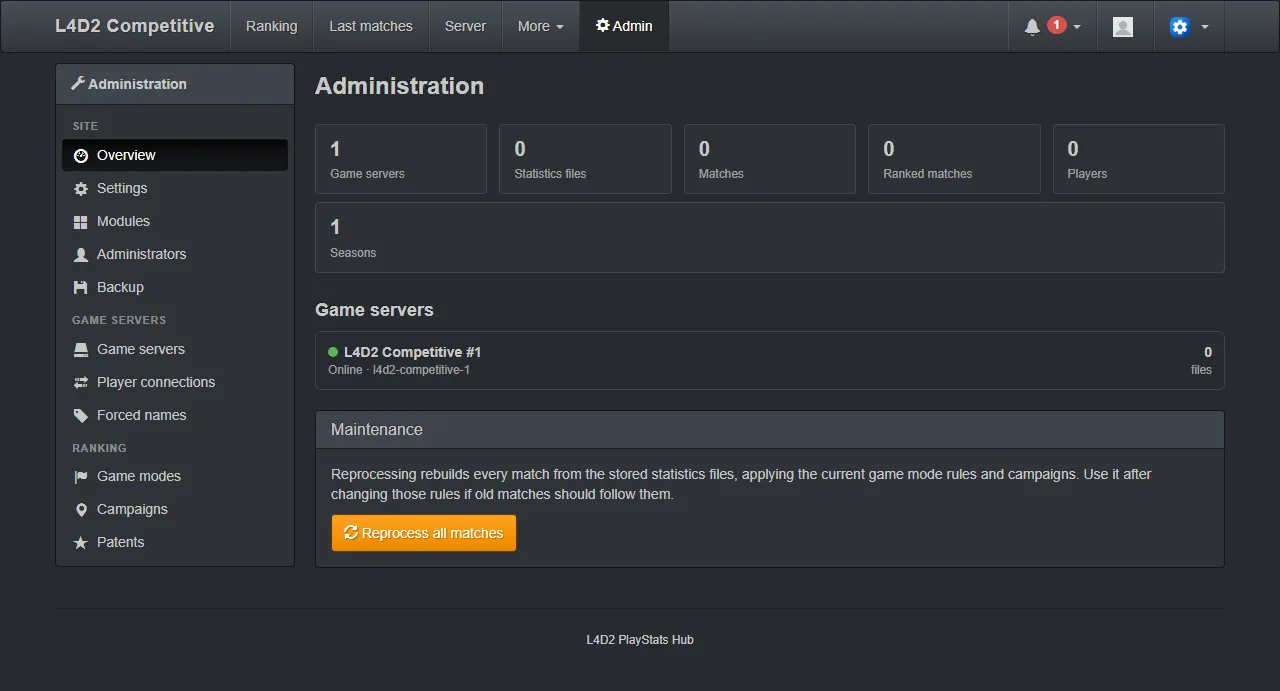 L4D2 Competitive
Ranking
Last matches
Server
More
Admin
1
Administration
SITE
Overview
Settings
Modules
Administrators
Backup
GAME SERVERS
Game servers
Player connections
Forced names
RANKING
Game modes
Campaigns
Patents
Administration
1
Game servers
0
Statistics files
0
Matches
0
Ranked matches
0
Players
1
Seasons
Game servers
L4D2 Competitive #1
Online · l4d2-competitive-1
0
files
Maintenance
Reprocessing rebuilds every match from the stored statistics files, applying the current game mode rules and campaigns. Use it after
changing those rules if old matches should follow them.
Reprocess all matches
L4D2 PlayStats Hub